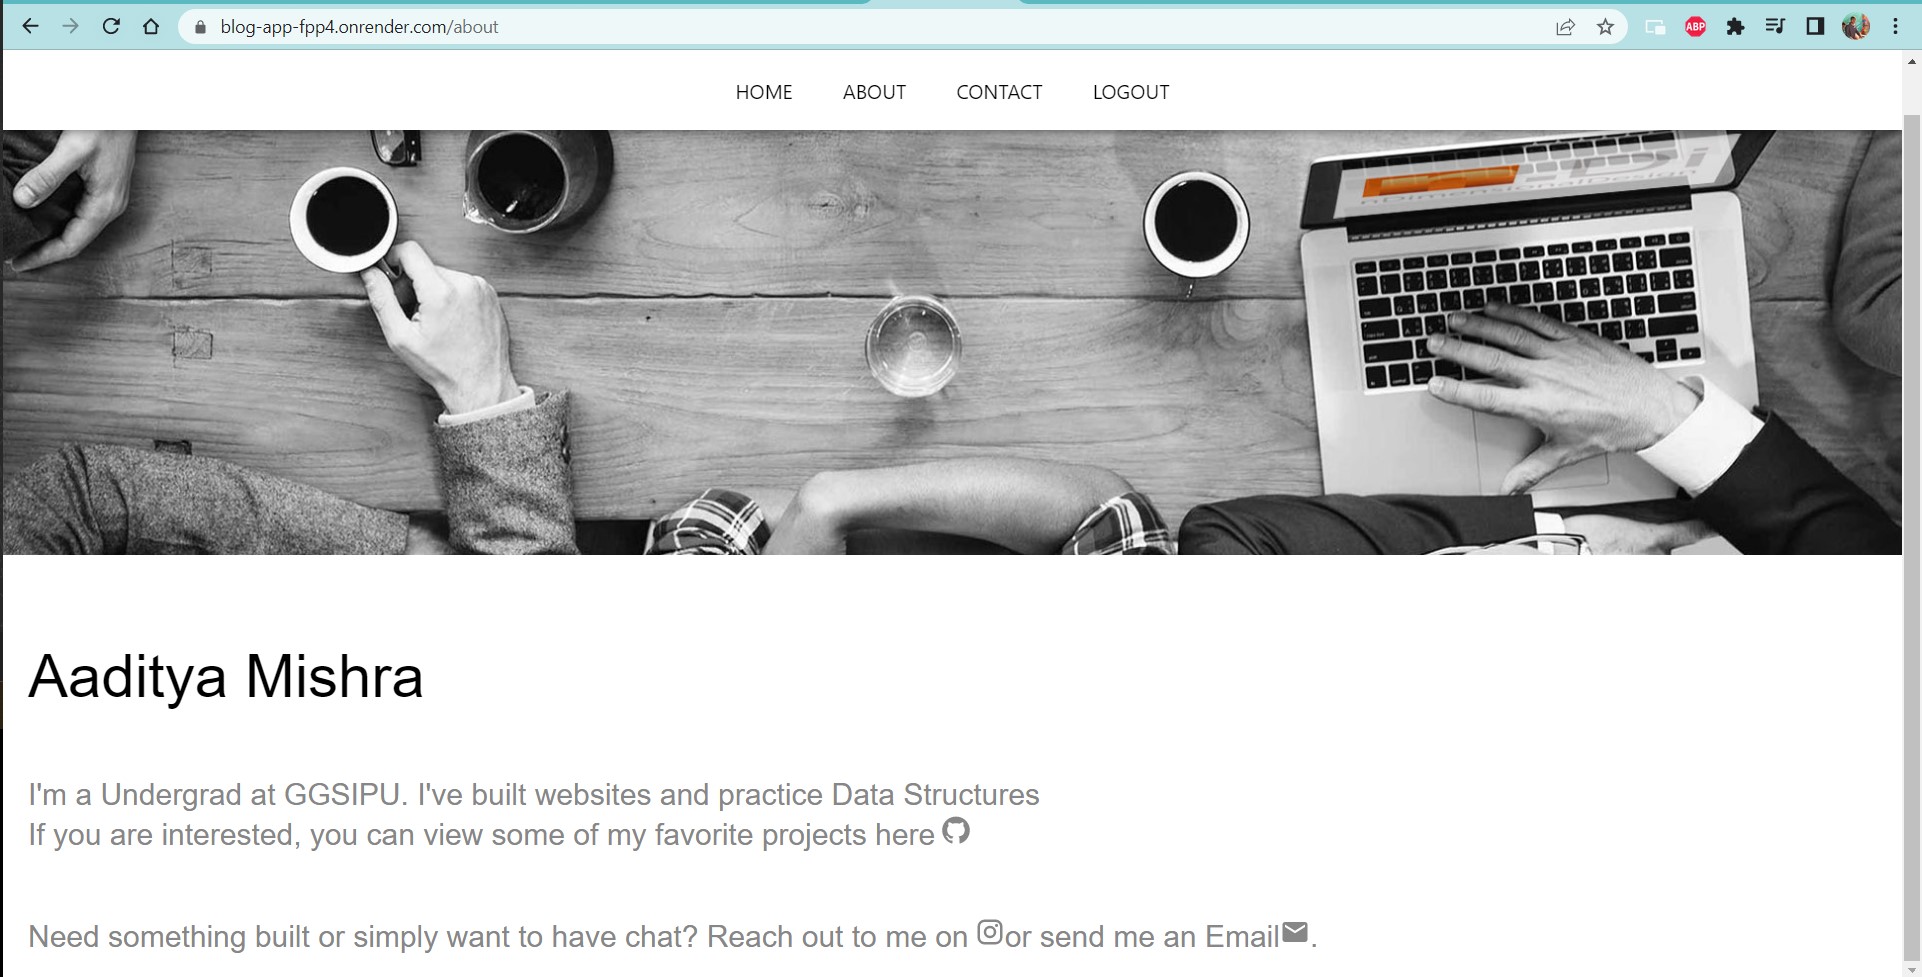 blog-app-fpp4.onrender.com/about
ABP
HOME ABOUT CONTACT LOGOUT
Aaditya Mishra
I'm a Undergrad at GGSIPU. I've built websites and practice Data Structures
If you are interested, you can view some of my favorite projects here
Need something built or simply want to have chat? Reach out to me on or send me an Email.